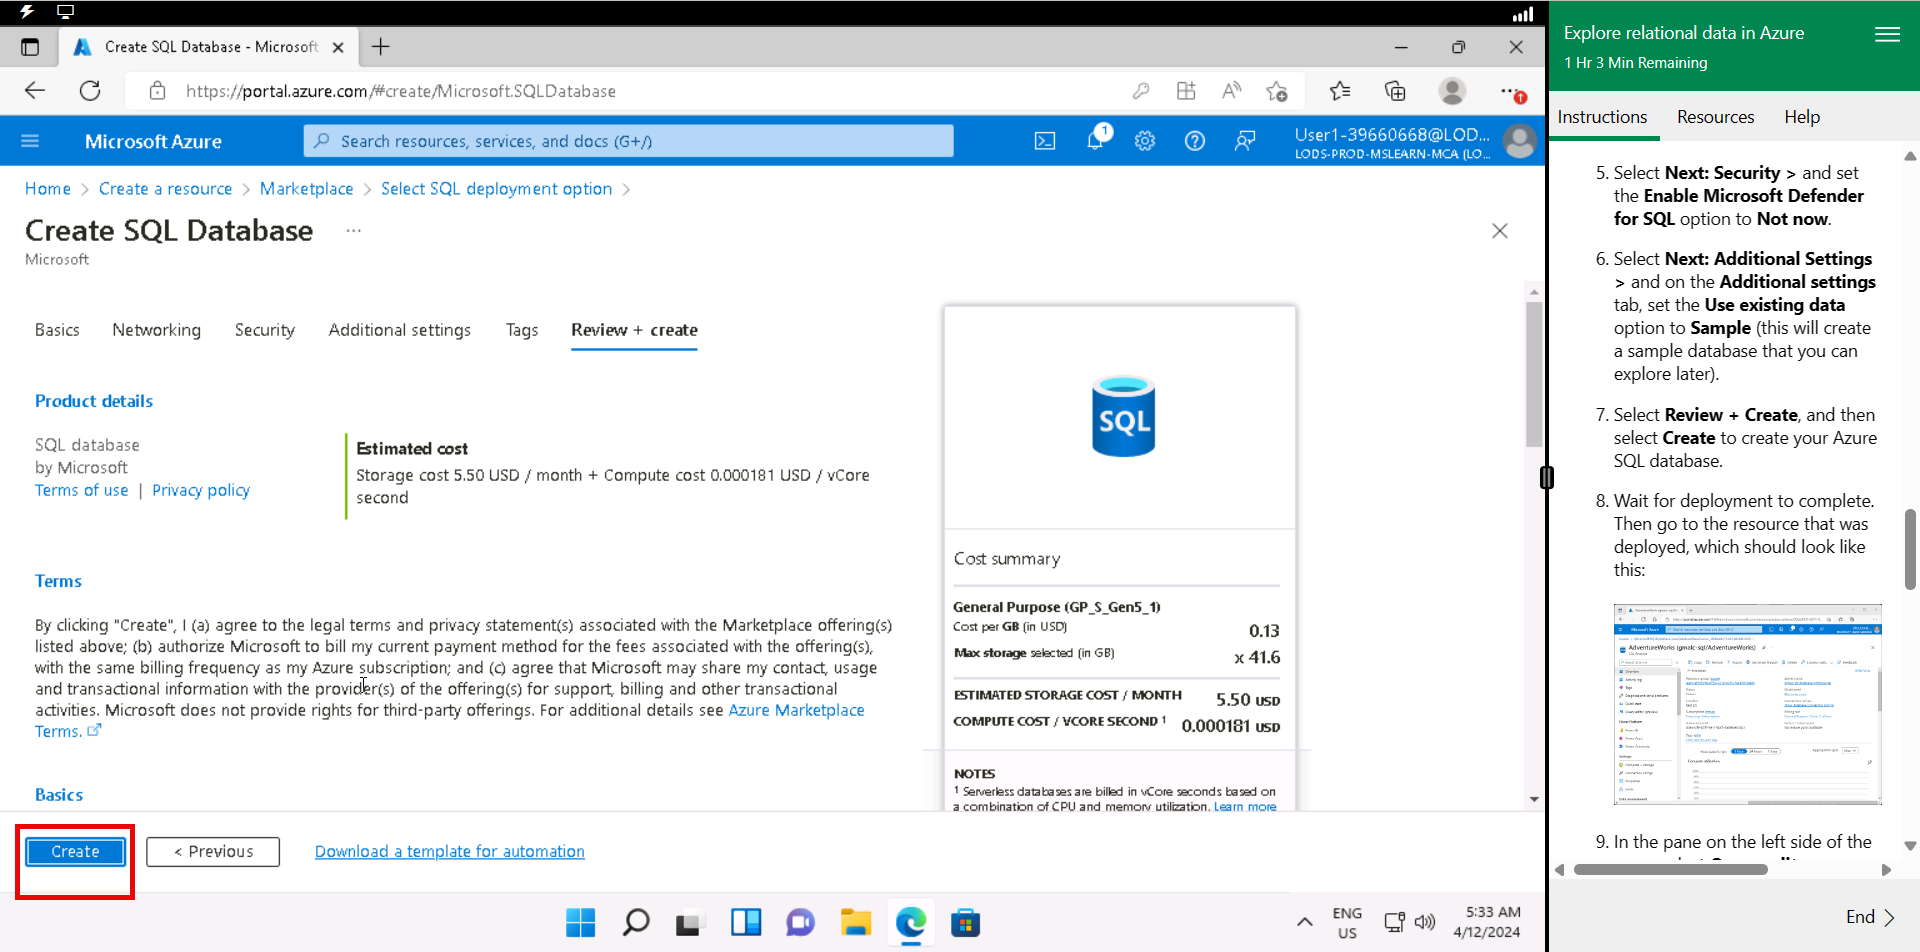 Create SQL Database - Microsoft
https://portal.azure.com/#create/Microsoft.SQLDatabase
Microsoft Azure
Search resources, services, and docs (G+/)
1
User1-39660668@LOD...
LODS-PROD-MSLEARN-MCA (LO...
Home > Create a resource > Marketplace > Select SQL deployment option >
Create SQL Database ...
Microsoft
Basics Networking Security Additional settings Tags Review + create
Product details
SQL database
by Microsoft
Terms of use | Privacy policy
Estimated cost
Storage cost 5.50 USD / month + Compute cost 0.000181 USD / vCore
second
Terms
By clicking "Create", I (a) agree to the legal terms and privacy statement(s) associated with the Marketplace offering(s)
listed above; (b) authorize Microsoft to bill my current payment method for the fees associated with the offering(s),
with the same billing frequency as my Azure subscription; and (c) agree that Microsoft may share my contact, usage
and transactional information with the provider(s) of the offering(s) for support, billing and other transactional
activities. Microsoft does not provide rights for third-party offerings. For additional details see Azure Marketplace
Terms.
Basics
SQL
Cost summary
General Purpose (GP_S_Gen5_1)
Cost per GB (in USD) 0.13
Max storage selected (in GB) x 41.6
ESTIMATED STORAGE COST / MONTH 5.50 USD
COMPUTE COST / VCORE SECOND 1 0.000181 USD
NOTES
1 Serverless databases are billed in vCore seconds based on
a combination of CPU and memory utilization. Learn more
Create < Previous Download a template for automation
ENG
US
5:33 AM
4/12/2024
Explore relational data in Azure
1 Hr 3 Min Remaining
Instructions Resources Help
5. Select Next: Security > and set
the Enable Microsoft Defender
for SQL option to Not now.
6. Select Next: Additional Settings
> and on the Additional settings
tab, set the Use existing data
option to Sample (this will create
a sample database that you can
explore later).
7. Select Review + Create, and then
select Create to create your Azure
SQL database.
8. Wait for deployment to complete.
Then go to the resource that was
deployed, which should look like
this:
AdventureWorks (gmalc-sql/AdventureWorks)
9. In the pane on the left side of the
End >